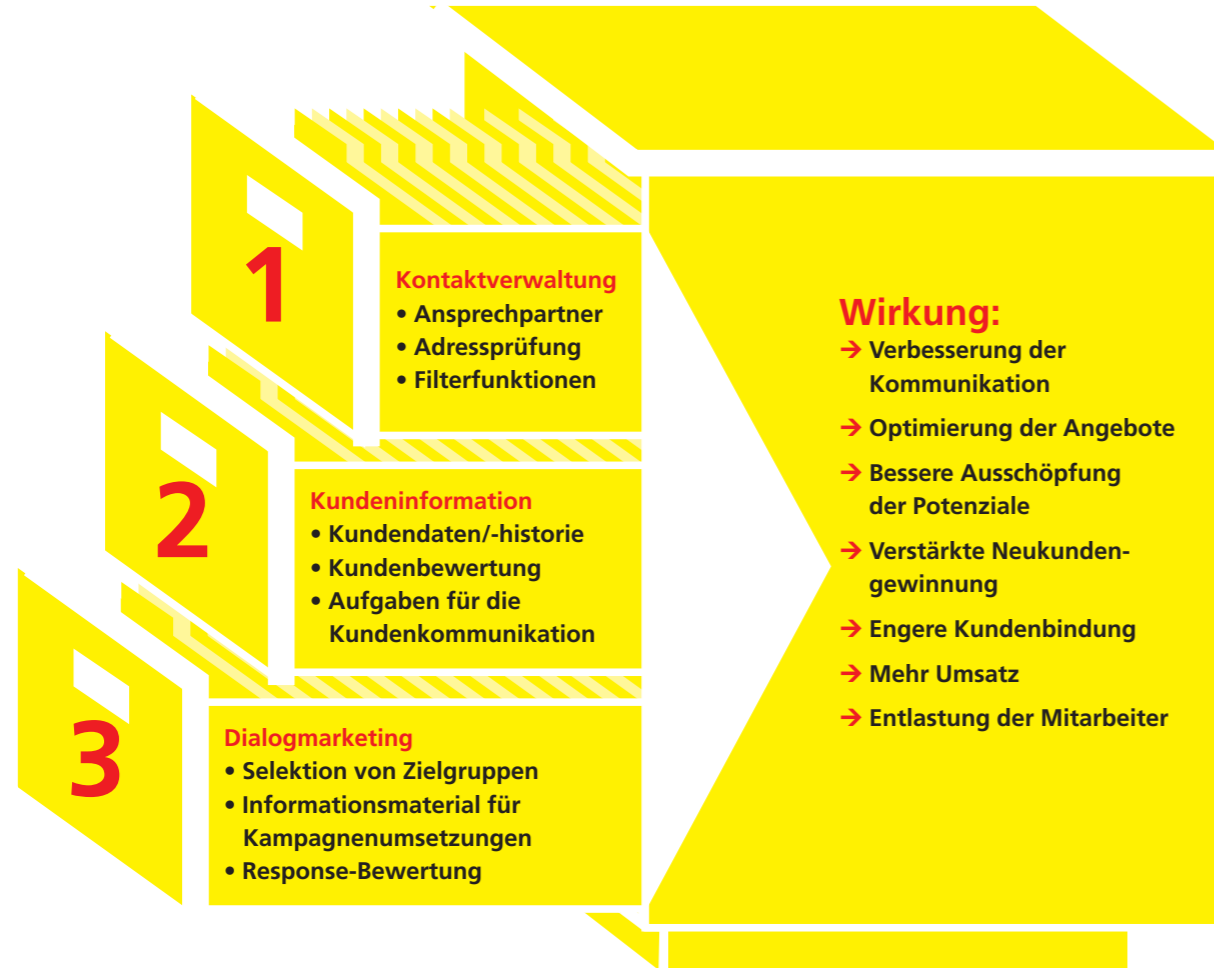 1
Kontaktverwaltung
• Ansprechpartner
• Adressprüfung
• Filterfunktionen
2
Kundeninformation
• Kundendaten/-historie
• Kundenbewertung
• Aufgaben für die
Kundenkommunikation
3
Dialogmarketing
• Selektion von Zielgruppen
• Informationsmaterial für
Kampagnenumsetzungen
• Response-Bewertung
Wirkung:
→ Verbesserung der
Kommunikation
→ Optimierung der Angebote
→ Bessere Ausschöpfung
der Potenziale
→ Verstärkte Neukunden-
gewinnung
→ Engere Kundenbindung
→ Mehr Umsatz
→ Entlastung der Mitarbeiter